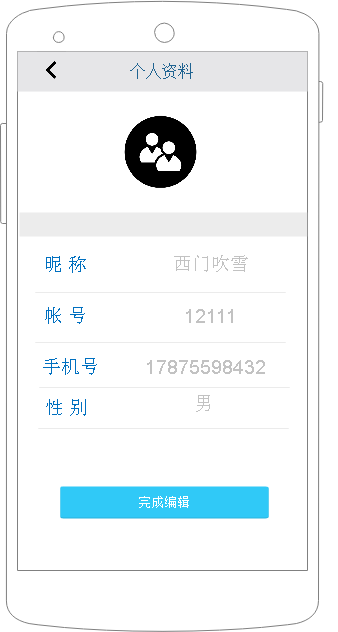 个人资料
昵 称 西门吹雪
帐 号 12111
手机号 17875598432
性 别 男
完成编辑